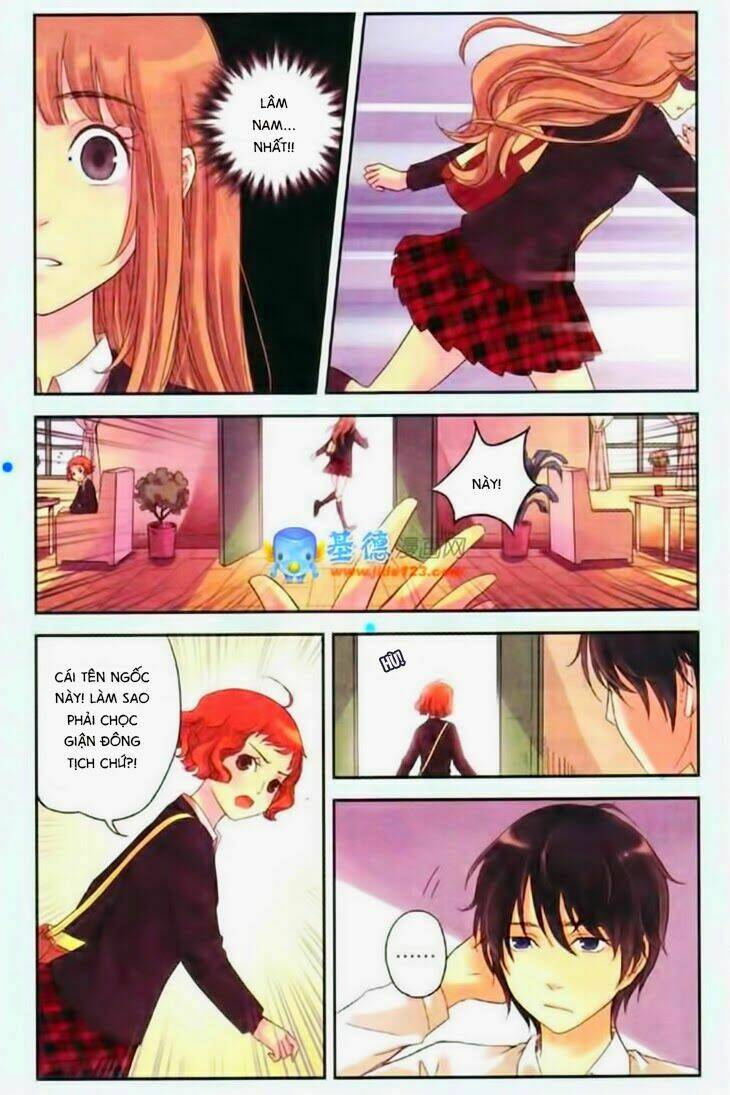 LÂM
NAM...
NHẤT!!
NÀY!
基德漫画网
CÁI TÊN NGỐC
NÀY! LÀM SAO
PHẢI CHỌC
GIẬN ĐÔNG
TỊCH CHỨ?!
HỪ!
......